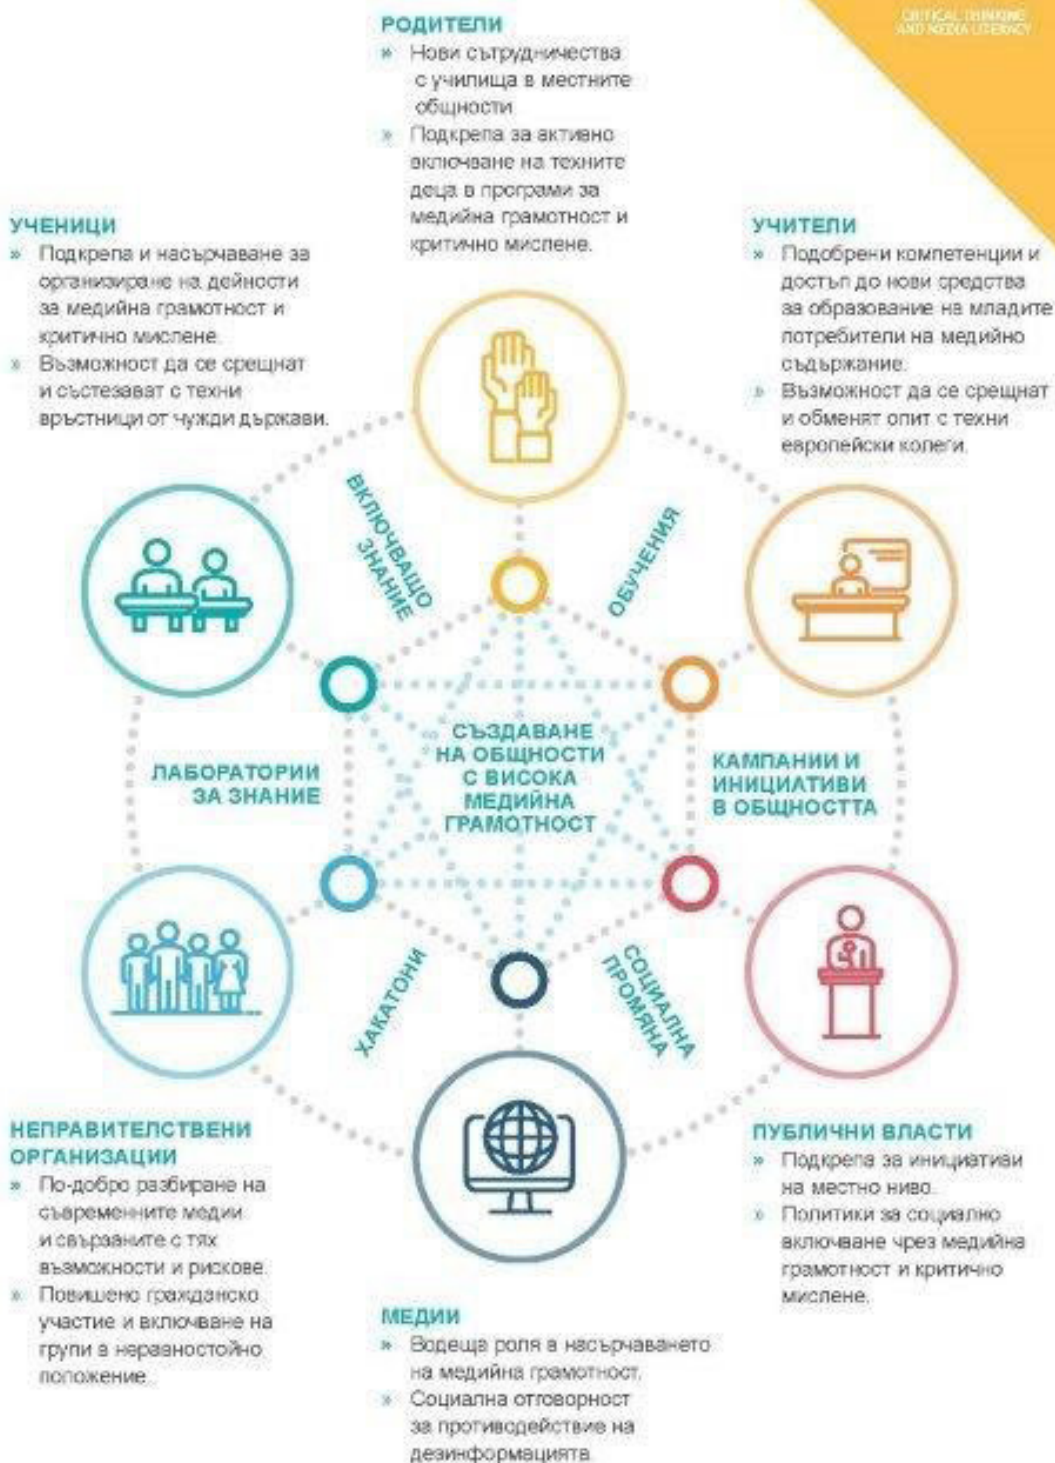 CRITICAL THINKING
AND MEDIA LITERACY
РОДИТЕЛИ
» Нови сътрудничества
с училища в местните
общности
» Подкрепа за активно
включване на техните
деца в програми за
медийна грамотност и
критично мислене.
УЧЕНИЦИ
» Подкрепа и насърчаване за
организиране на дейности
за медийна грамотност и
критично мислене.
» Възможност да се срещнат
и състезават с техни
връстници от чужди държави.
УЧИТЕЛИ
» Подобрени компетенции и
достъп до нови средства
за образование на младите
потребители на медийно
съдържание.
» Възможност да се срещнат
и обменят опит с техни
европейски колеги.
ВКЛЮЧВАЩО
ЗНАНИЕ
ОБУЧЕНИЯ
СЪЗДАВАНЕ
НА ОБЩНОСТИ
С ВИСОКА
МЕДИЙНА
ГРАМОТНОСТ
ЛАБОРАТОРИИ
ЗА ЗНАНИЕ
КАМПАНИИ И
ИНИЦИАТИВИ
В ОБЩНОСТТА
ХАКАТОНИ
СОЦИАЛНА
ПРОМЯНА
НЕПРАВИТЕЛСТВЕНИ
ОРГАНИЗАЦИИ
» По-добро разбиране на
съвременните медии
и свързаните с тях
възможности и рискове.
» Повишено гражданско
участие и включване на
групи в неравностойно
положение.
ПУБЛИЧНИ ВЛАСТИ
» Подкрепа за инициативи
на местно ниво.
» Политики за социално
включване чрез медийна
грамотност и критично
мислене.
МЕДИИ
» Водеща роля в насърчаването
на медийна грамотност.
» Социална отговорност
за противодействие на
дезинформацията.